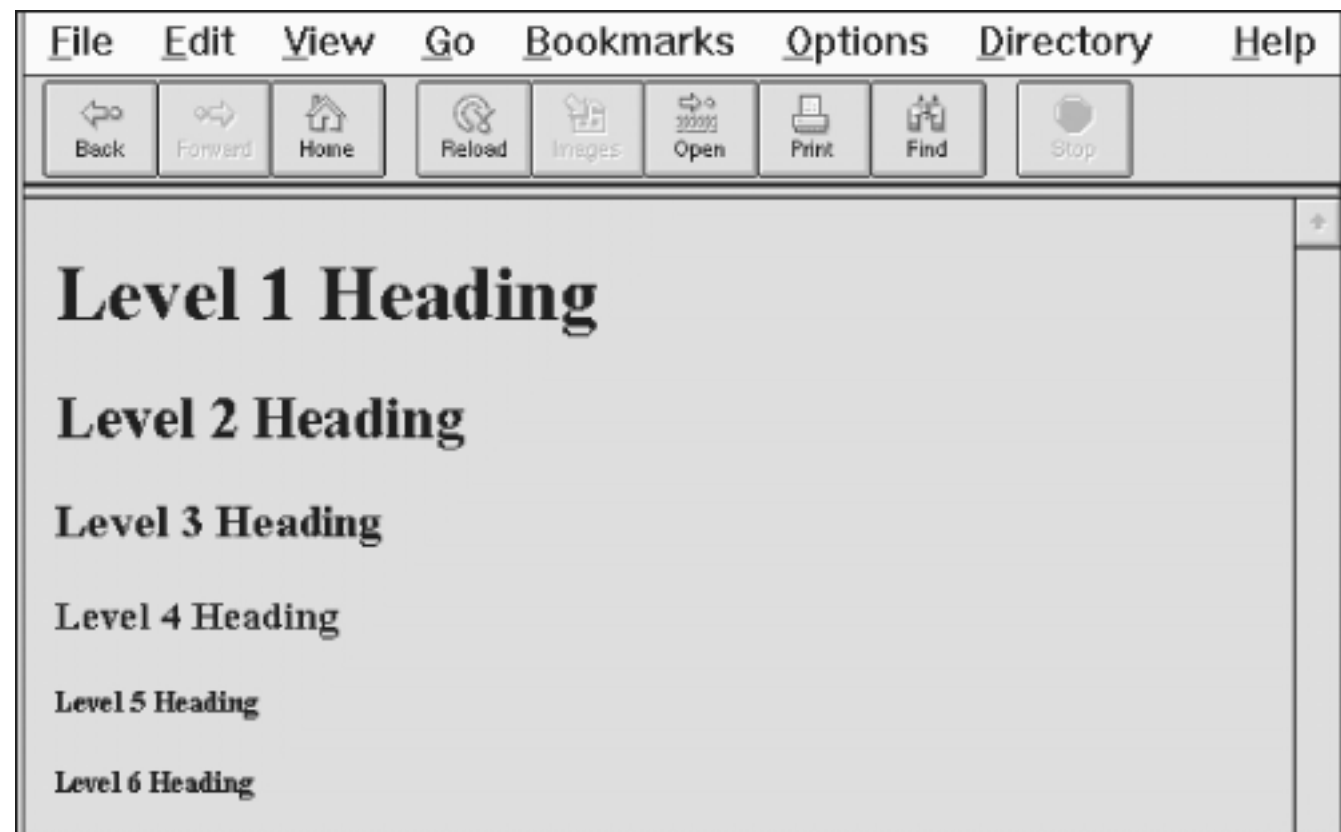 File Edit View Go Bookmarks Options Directory Help
Back Forward Home Reload Images Open Print Find Stop
Level 1 Heading
Level 2 Heading
Level 3 Heading
Level 4 Heading
Level 5 Heading
Level 6 Heading